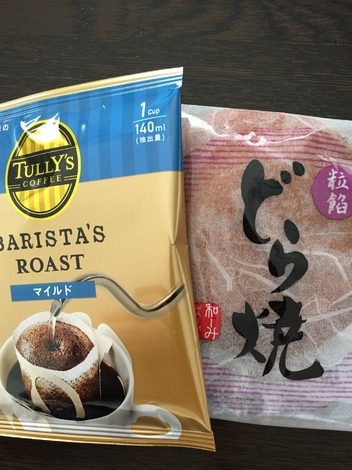 の
TULLY'S
COFFEE
1 Cup
140ml
(抽出量)
BARISTA'S
ROAST
マイルド
粒餡
どら焼
和み